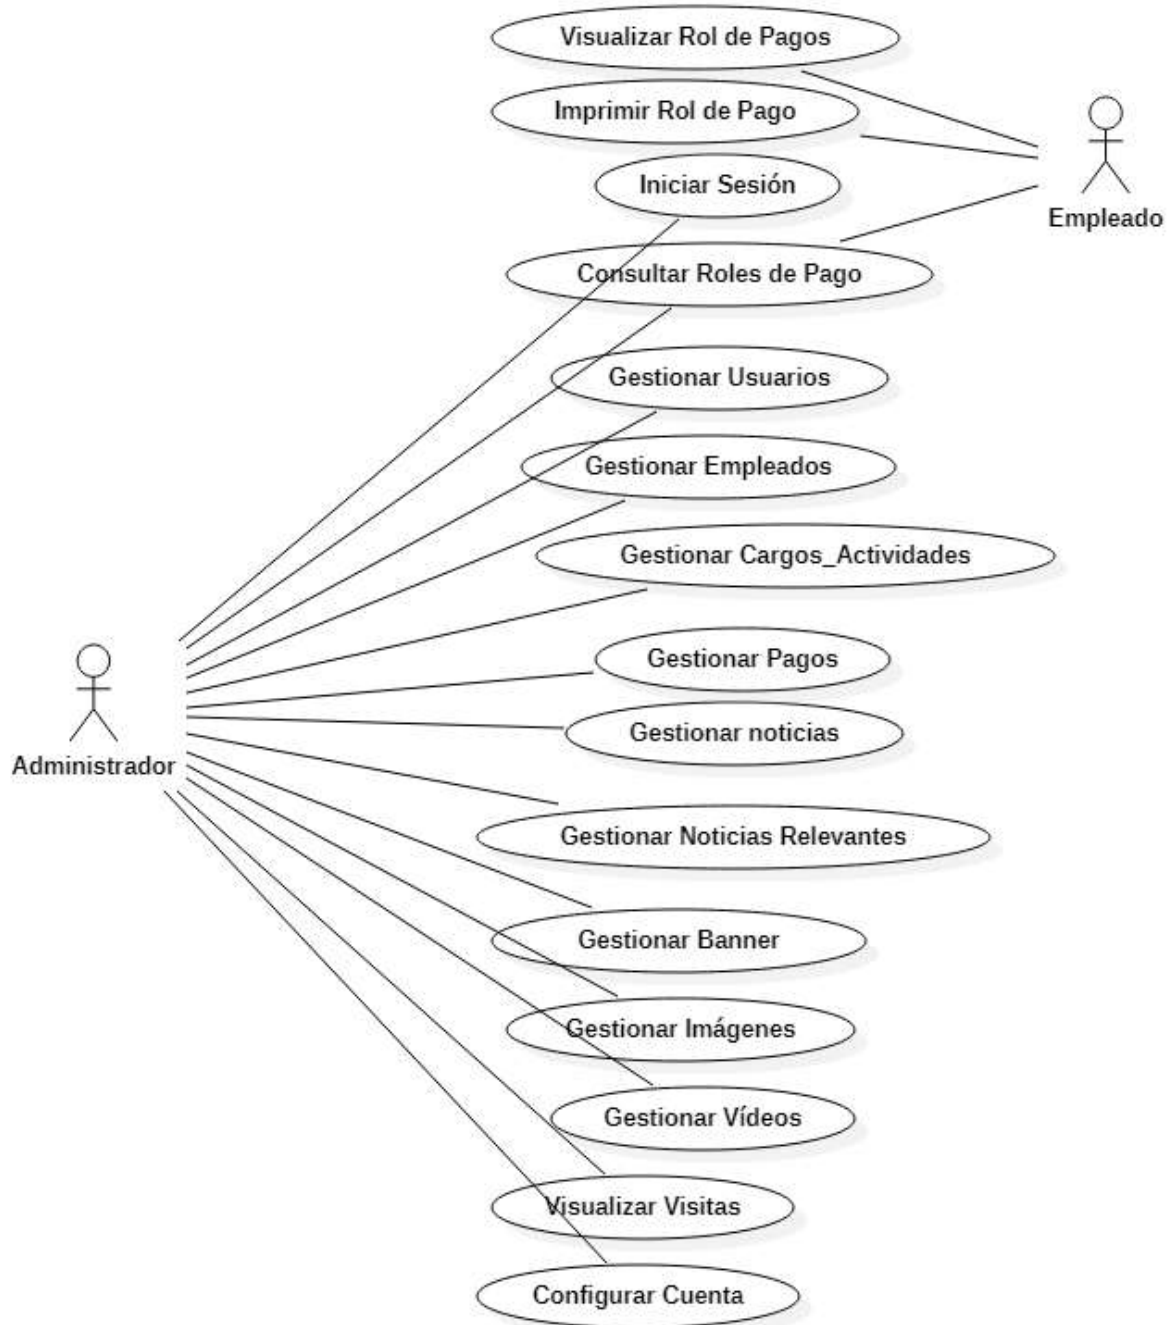 Visualizar Rol de Pagos
Imprimir Rol de Pago
Iniciar Sesión
Empleado
Consultar Roles de Pago
Gestionar Usuarios
Gestionar Empleados
Gestionar Cargos_Actividades
Gestionar Pagos
Gestionar noticias
Administrador
Gestionar Noticias Relevantes
Gestionar Banner
Gestionar Imágenes
Gestionar Vídeos
Visualizar Visitas
Configurar Cuenta